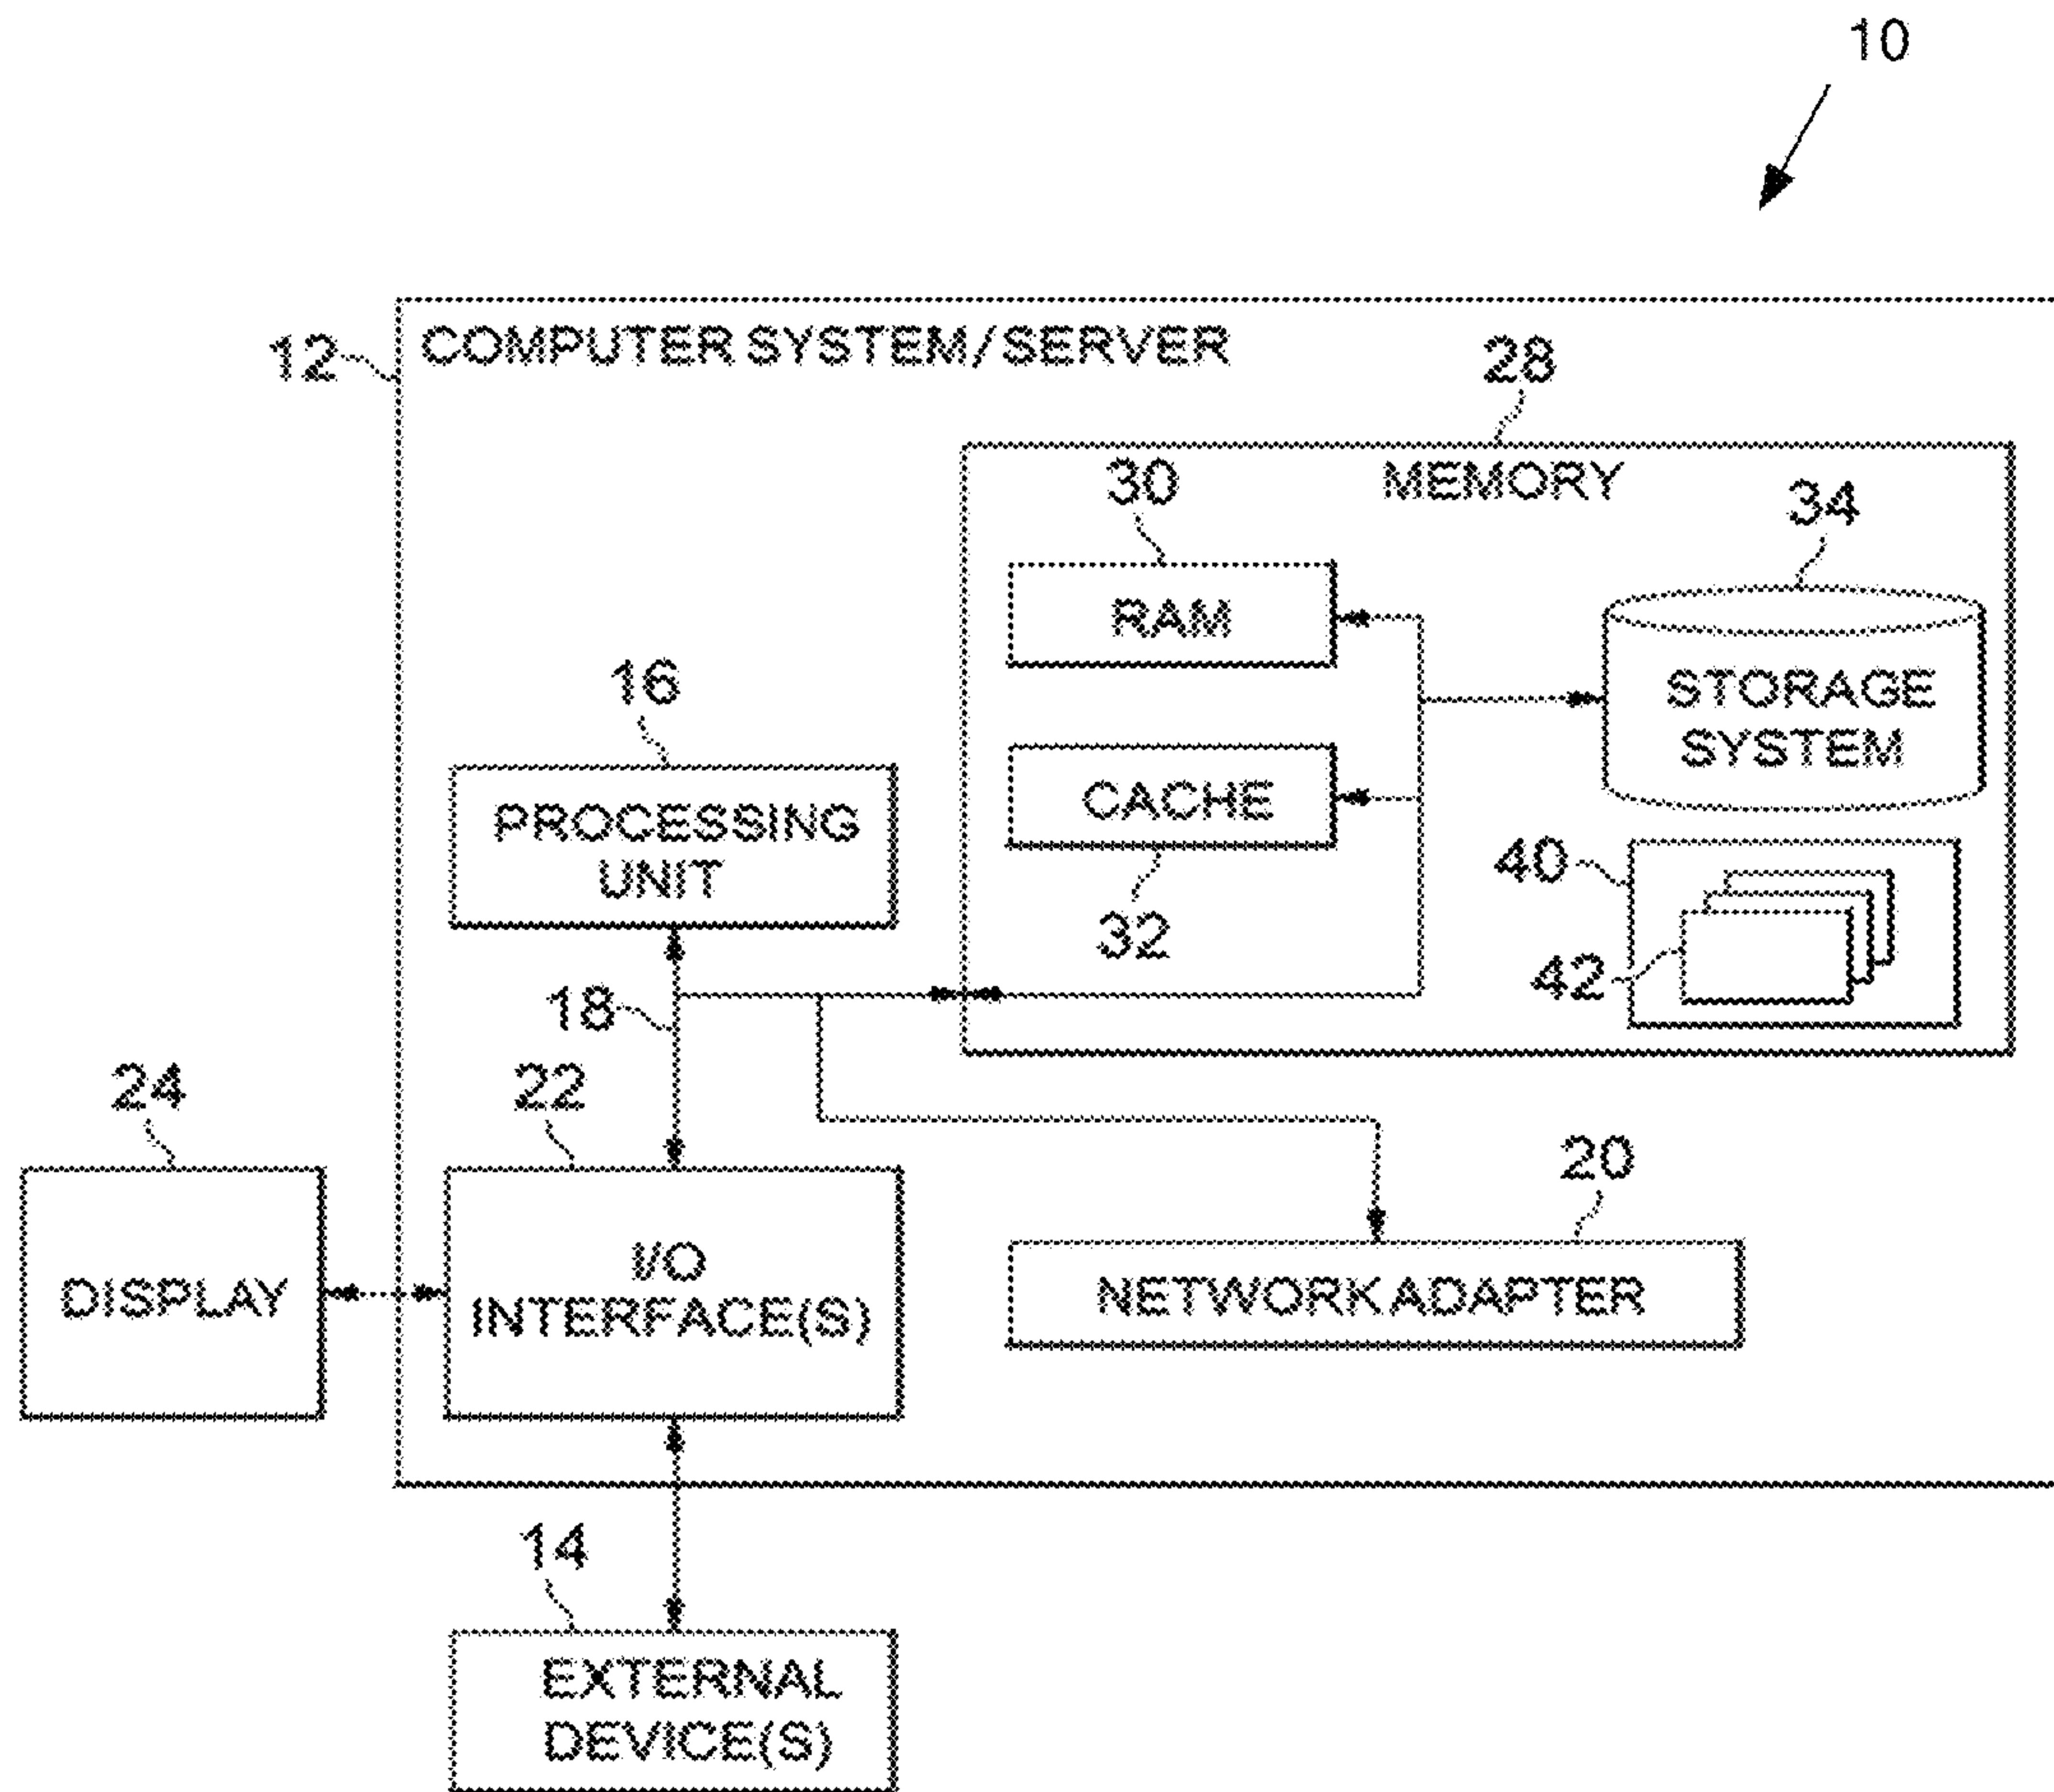 10
12
COMPUTER SYSTEM/SERVER
28
MEMORY
30
34
RAM
16
STORAGE
SYSTEM
CACHE
PROCESSING
UNIT
40
32
42
18
24
22
20
DISPLAY
I/O
INTERFACE(S)
NETWORK ADAPTER
14
EXTERNAL
DEVICE(S)